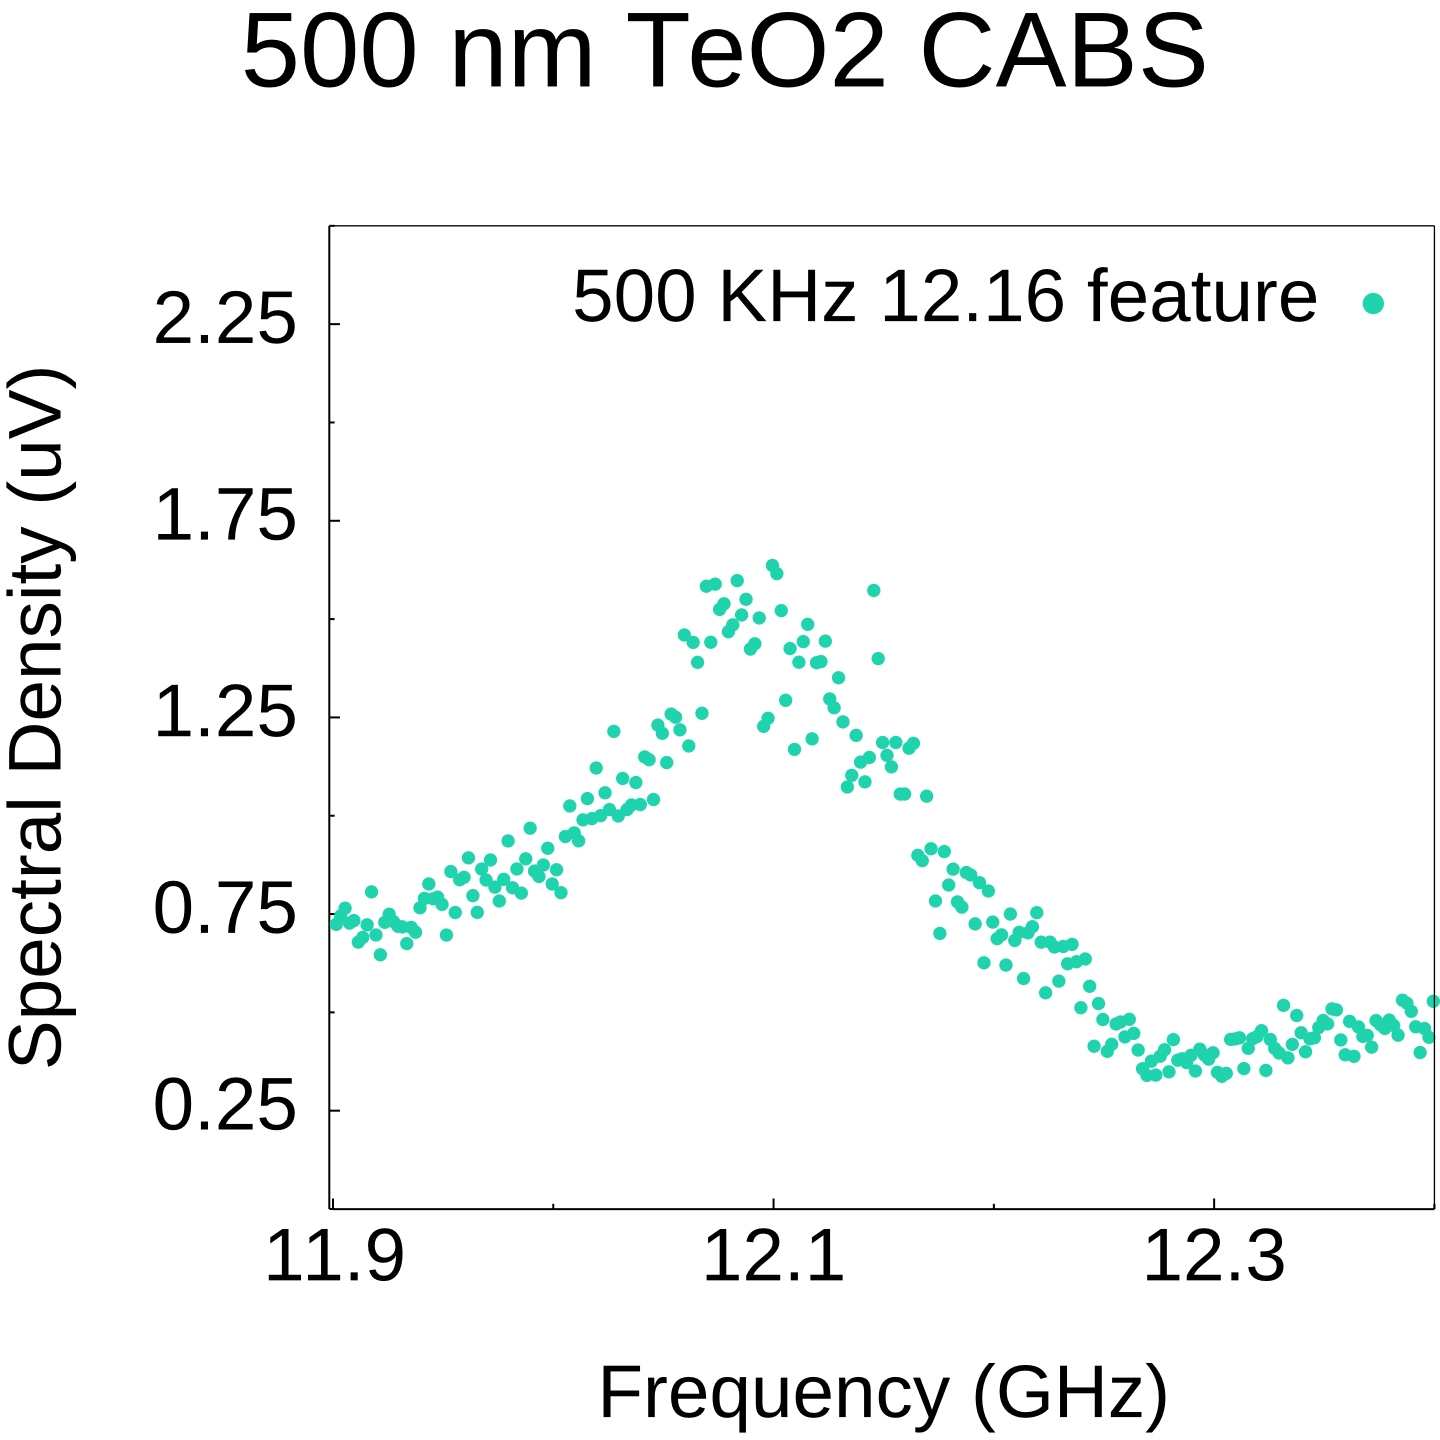 500 nm TeO2 CABS
500 KHz 12.16 feature
Spectral Density (uV)
2.25
1.75
1.25
0.75
0.25
11.9 12.1 12.3
Frequency (GHz)